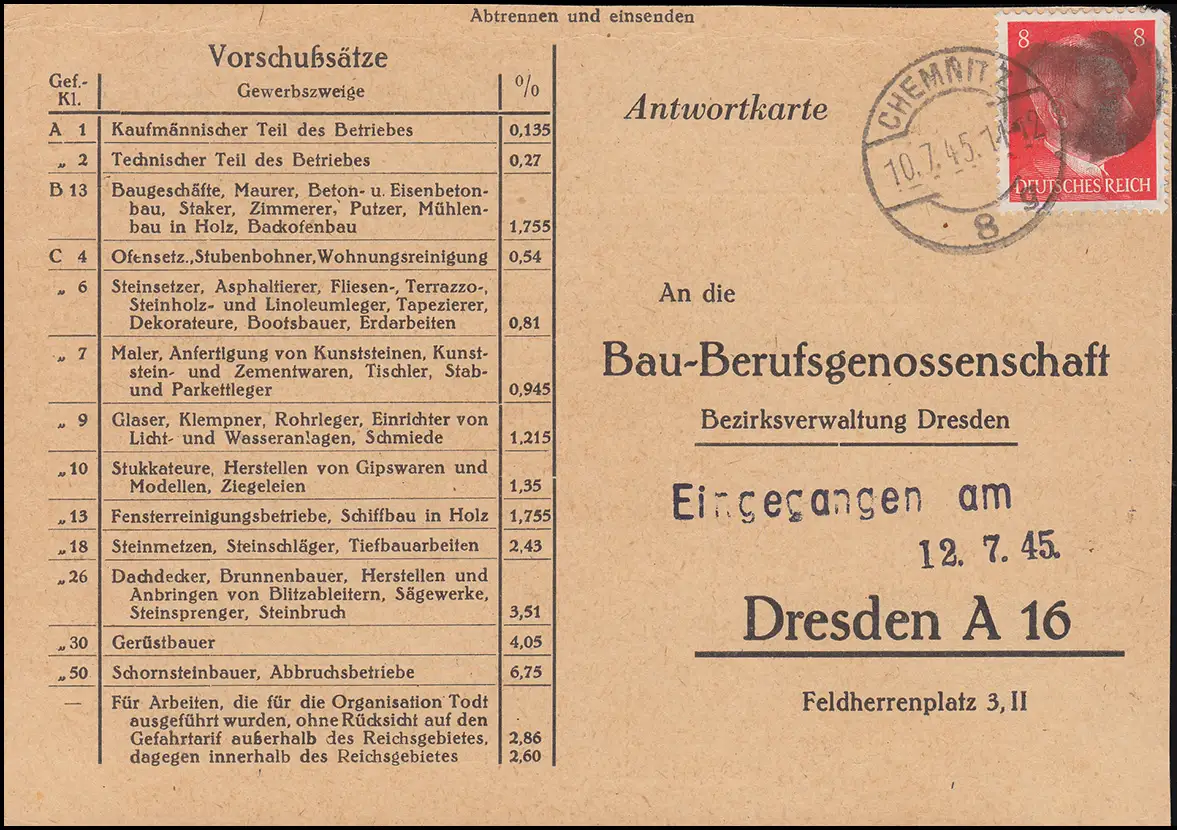 Abtrennen und einsenden
Vorschußsätze
Gef.-
Kl.
Gewerbszweige
%
A 1 Kaufmännischer Teil des Betriebes 0,135
„ 2 Technischer Teil des Betriebes 0,27
B 13 Baugeschäfte, Maurer, Beton- u. Eisenbeton-
bau, Staker, Zimmerer, Putzer, Mühlen-
bau in Holz, Backofenbau 1,755
C 4 Ofensetz., Stubenbohner, Wohnungsreinigung 0,54
„ 6 Steinsetzer, Asphaltierer, Fliesen-, Terrazzo-,
Steinholz- und Linoleumleger, Tapezierer,
Dekorateure, Bootsbauer, Erdarbeiten 0,81
„ 7 Maler, Anfertigung von Kunststeinen, Kunst-
stein- und Zementwaren, Tischler, Stab-
und Parkettleger 0,945
„ 9 Glaser, Klempner, Rohrleger, Einrichter von
Licht- und Wasseranlagen, Schmiede 1,215
„ 10 Stukkateure, Herstellen von Gipswaren und
Modellen, Ziegeleien 1,35
„ 13 Fensterreinigungsbetriebe, Schiffbau in Holz 1,755
„ 18 Steinmetzen, Steinschläger, Tiefbauarbeiten 2,43
„ 26 Dachdecker, Brunnenbauer, Herstellen und
Anbringen von Blitzableitern, Sägewerke,
Steinsprenger, Steinbruch 3,51
„ 30 Gerüstbauer 4,05
„ 50 Schornsteinbauer, Abbruchsbetriebe 6,75
— Für Arbeiten, die für die Organisation Todt
ausgeführt wurden, ohne Rücksicht auf den
Gefahrtarif außerhalb des Reichsgebietes, 2,86
dagegen innerhalb des Reichsgebietes 2,60
Antwortkarte
CHEMNITZ
10.7.45.11-12
8 g
8 8
DEUTSCHES REICH
An die
Bau-Berufsgenossenschaft
Bezirksverwaltung Dresden
Eingegangen am
12. 7. 45.
Dresden A 16
Feldherrenplatz 3, II